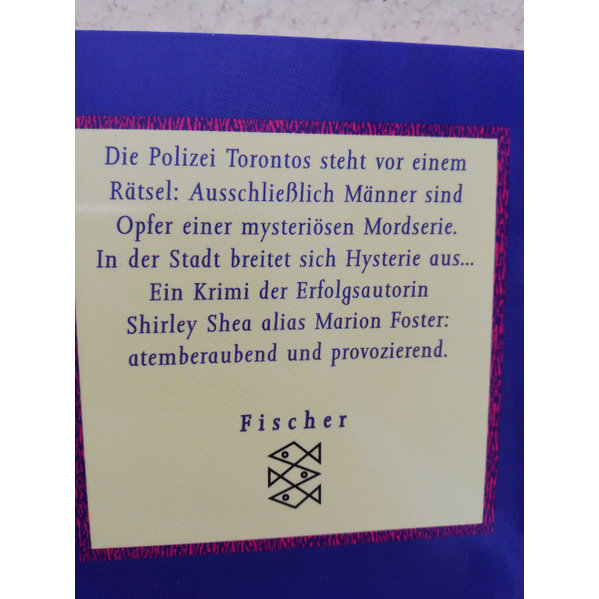 Die Polizei Torontos steht vor einem
Rätsel: Ausschließlich Männer sind
Opfer einer mysteriösen Mordserie.
In der Stadt breitet sich Hysterie aus...
Ein Krimi der Erfolgsautorin
Shirley Shea alias Marion Foster:
atemberaubend und provozierend.
Fischer